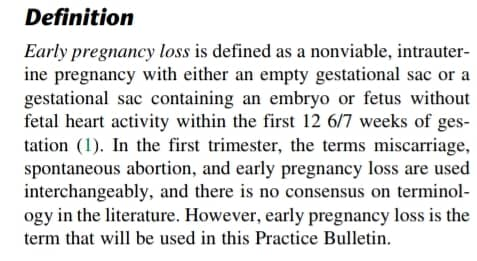 Definition
Early pregnancy loss is defined as a nonviable, intrauter-
ine pregnancy with either an empty gestational sac or a
gestational sac containing an embryo or fetus without
fetal heart activity within the first 12 6/7 weeks of ges-
tation (1). In the first trimester, the terms miscarriage,
spontaneous abortion, and early pregnancy loss are used
interchangeably, and there is no consensus on terminol-
ogy in the literature. However, early pregnancy loss is the
term that will be used in this Practice Bulletin.